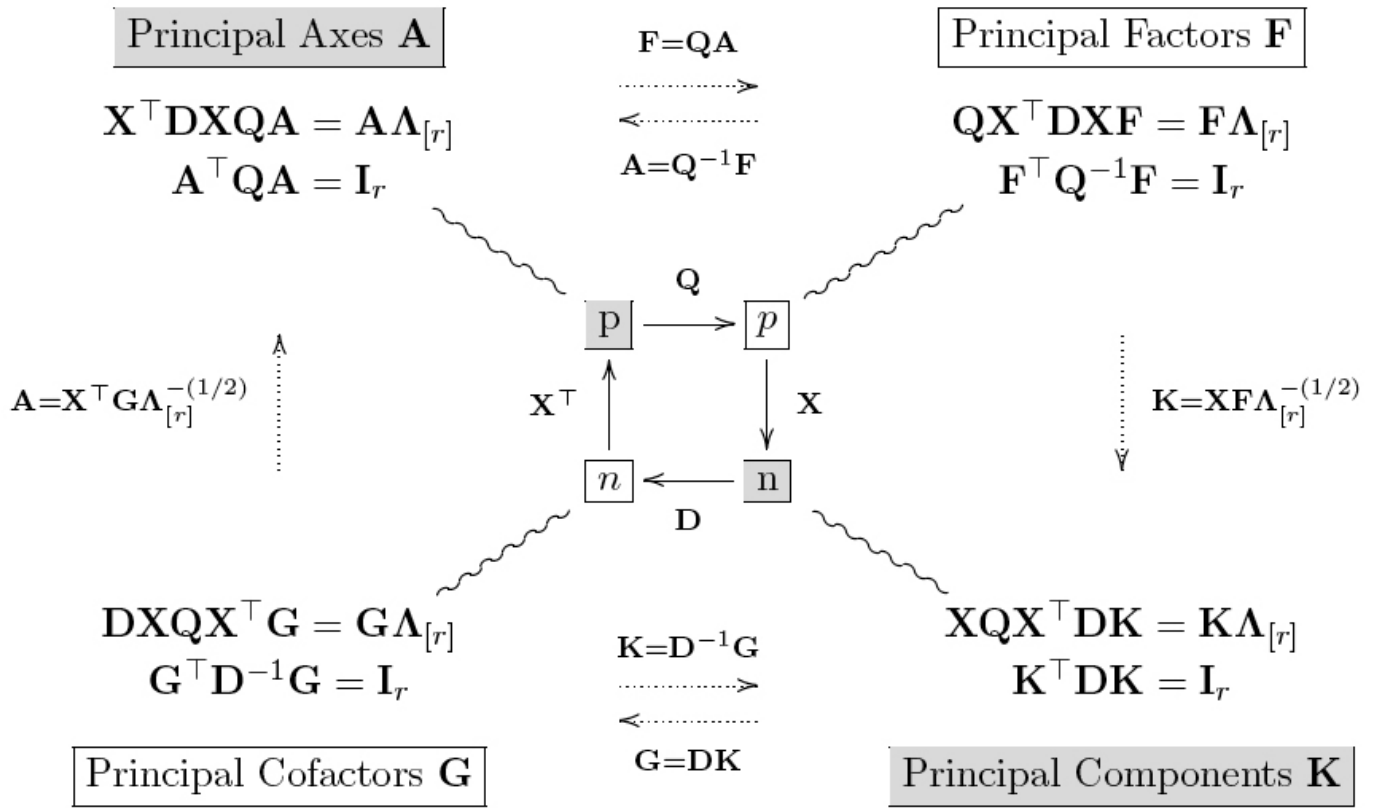 Principal Axes A
F=QA
Principal Factors F
X⊤DXQA = AΛ[r]
A⊤QA = Ir
A=Q−1F
QX⊤DXF = FΛ[r]
F⊤Q−1F = Ir
Q
p
p
A=X⊤GΛ[r]−(1/2)
X⊤
X
K=XFΛ[r]−(1/2)
n
n
D
DXQX⊤G = GΛ[r]
G⊤D−1G = Ir
K=D−1G
G=DK
XQX⊤DK = KΛ[r]
K⊤DK = Ir
Principal Cofactors G
Principal Components K